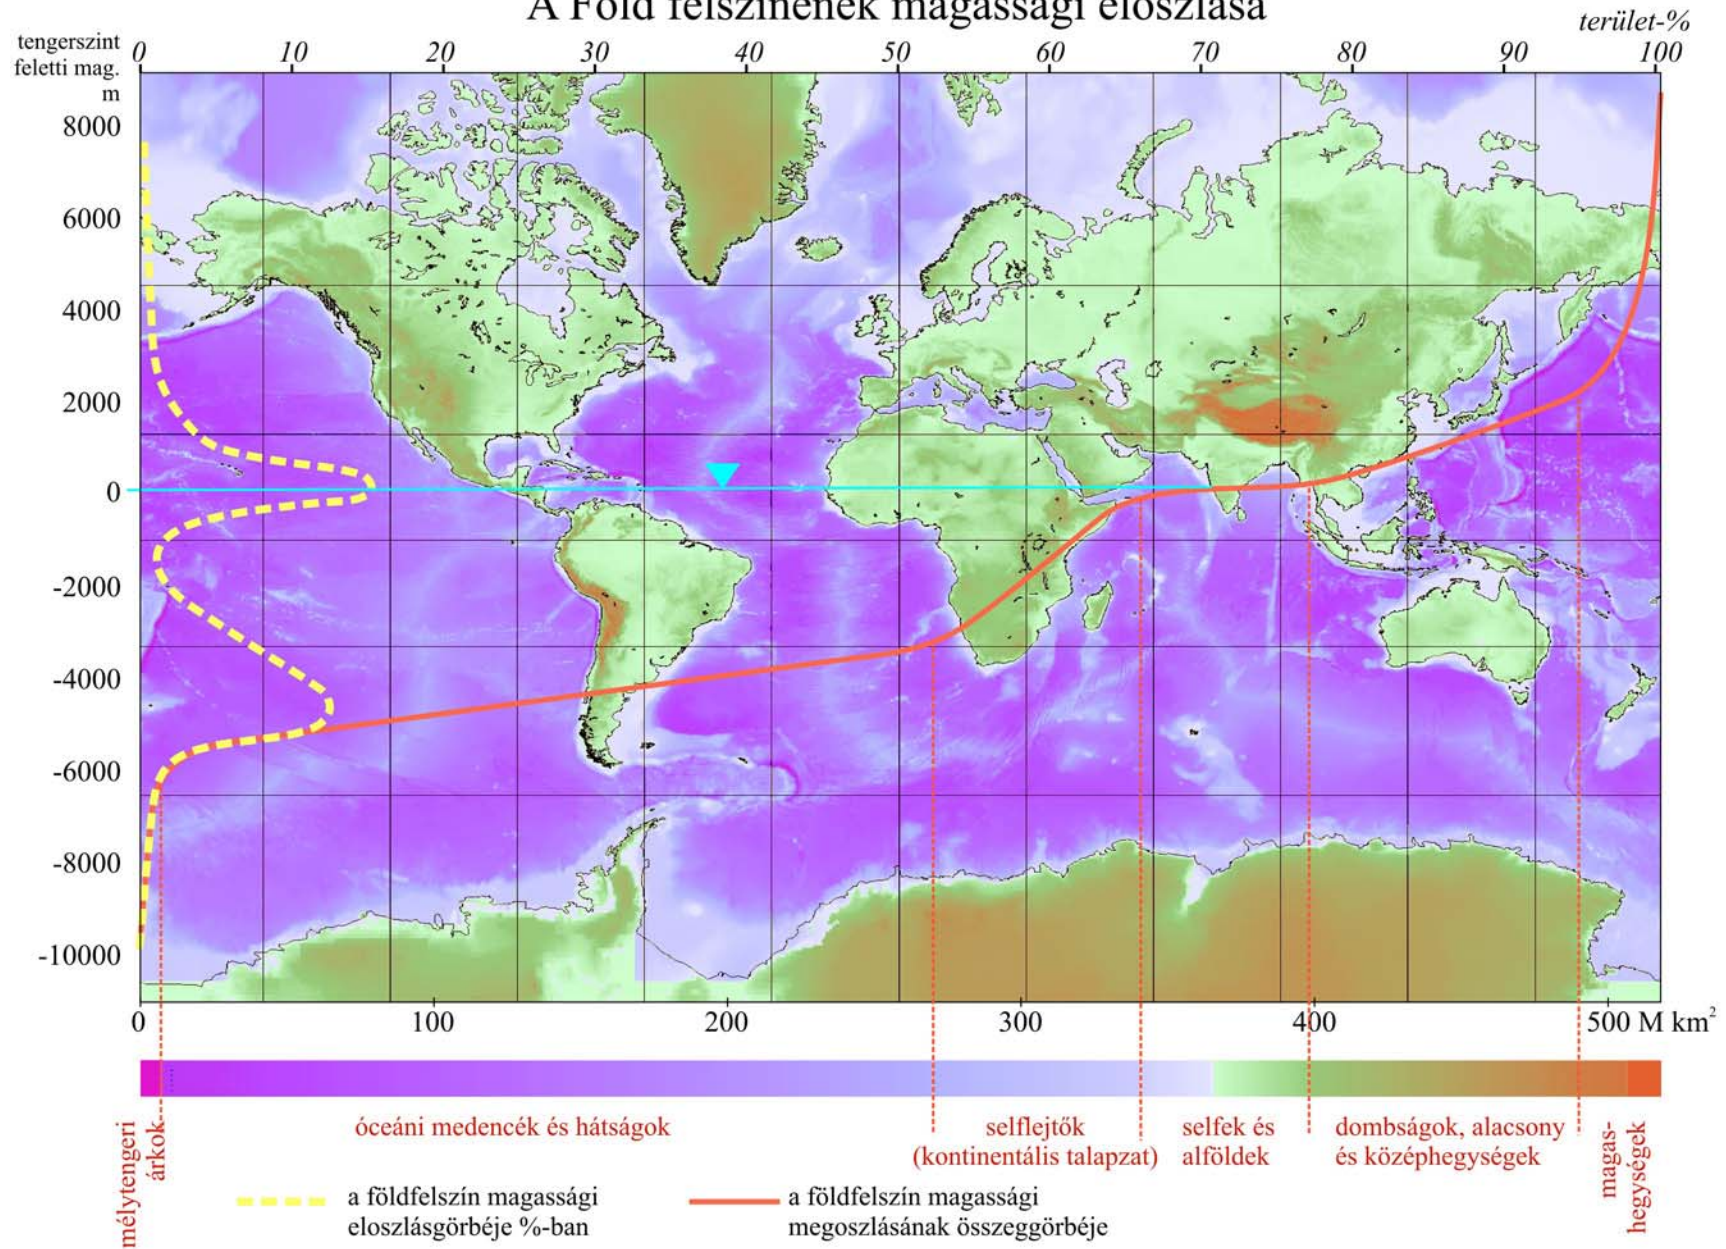 A Föld felszínének magassági eloszlása
terület-%
tengerszint
feletti mag.
m
0 10 20 30 40 50 60 70 80 90 100
8000
6000
4000
2000
0
-2000
-4000
-6000
-8000
-10000
0 100 200 300 400 500 M km²
mélytengeri
árkok
óceáni medencék és hátságok
selflejtők
(kontinentális talapzat)
selfek és
alföldek
dombságok, alacsony
és középhegységek
magas-
hegységek
a földfelszín magassági
eloszlásgörbéje %-ban
a földfelszín magassági
megoszlásának összeggörbéje